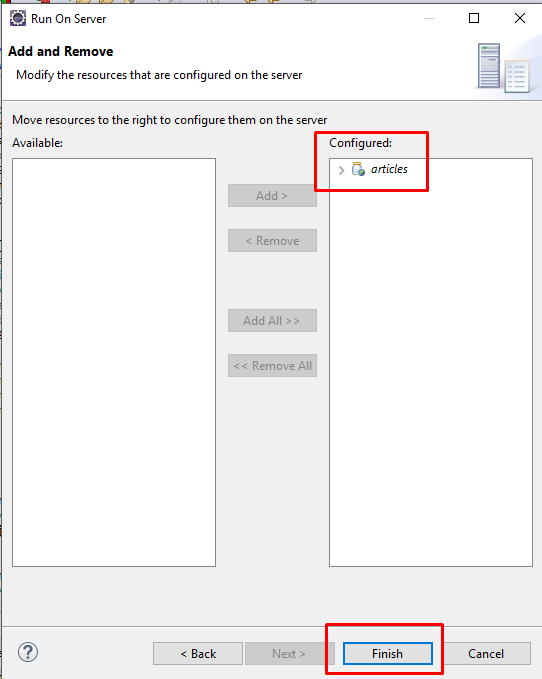 Run On Server
Add and Remove
Modify the resources that are configured on the server
Move resources to the right to configure them on the server
Available:
Configured:
articles
Add >
< Remove
Add All >>
<< Remove All
?
< Back
Next >
Finish
Cancel